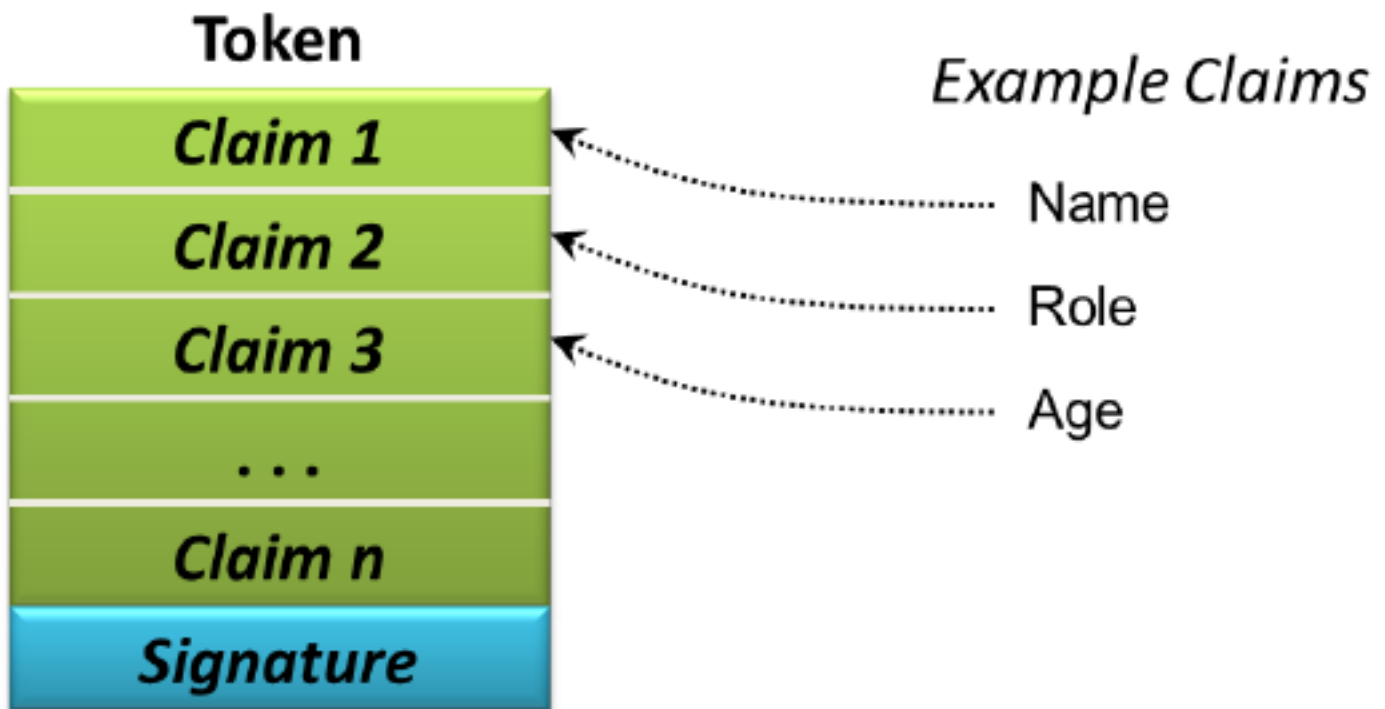 Token
Example Claims
Claim 1
Name
Claim 2
Role
Claim 3
Age
. . .
Claim n
Signature